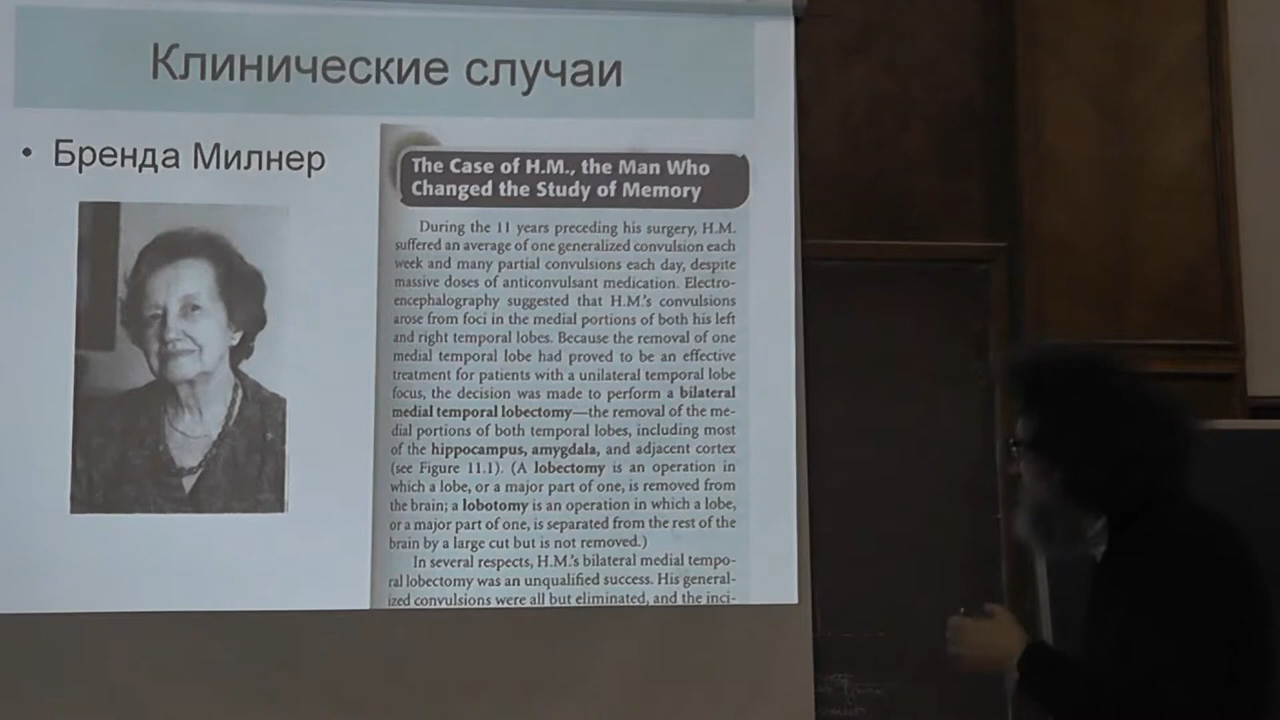 Клинические случаи
• Бренда Милнер
The Case of H.M., the Man Who
Changed the Study of Memory
During the 11 years preceding his surgery, H.M.
suffered an average of one generalized convulsion each
week and many partial convulsions each day, despite
massive doses of anticonvulsant medication. Electro-
encephalography suggested that H.M.'s convulsions
arose from foci in the medial portions of both his left
and right temporal lobes. Because the removal of one
medial temporal lobe had proved to be an effective
treatment for patients with a unilateral temporal lobe
focus, the decision was made to perform a bilateral
medial temporal lobectomy—the removal of the me-
dial portions of both temporal lobes, including most
of the hippocampus, amygdala, and adjacent cortex
(see Figure 11.1). (A lobectomy is an operation in
which a lobe, or a major part of one, is removed from
the brain; a lobotomy is an operation in which a lobe,
or a major part of one, is separated from the rest of the
brain by a large cut but is not removed.)
In several respects, H.M.'s bilateral medial tempo-
ral lobectomy was an unqualified success. His general-
ized convulsions were all but eliminated, and the inci-